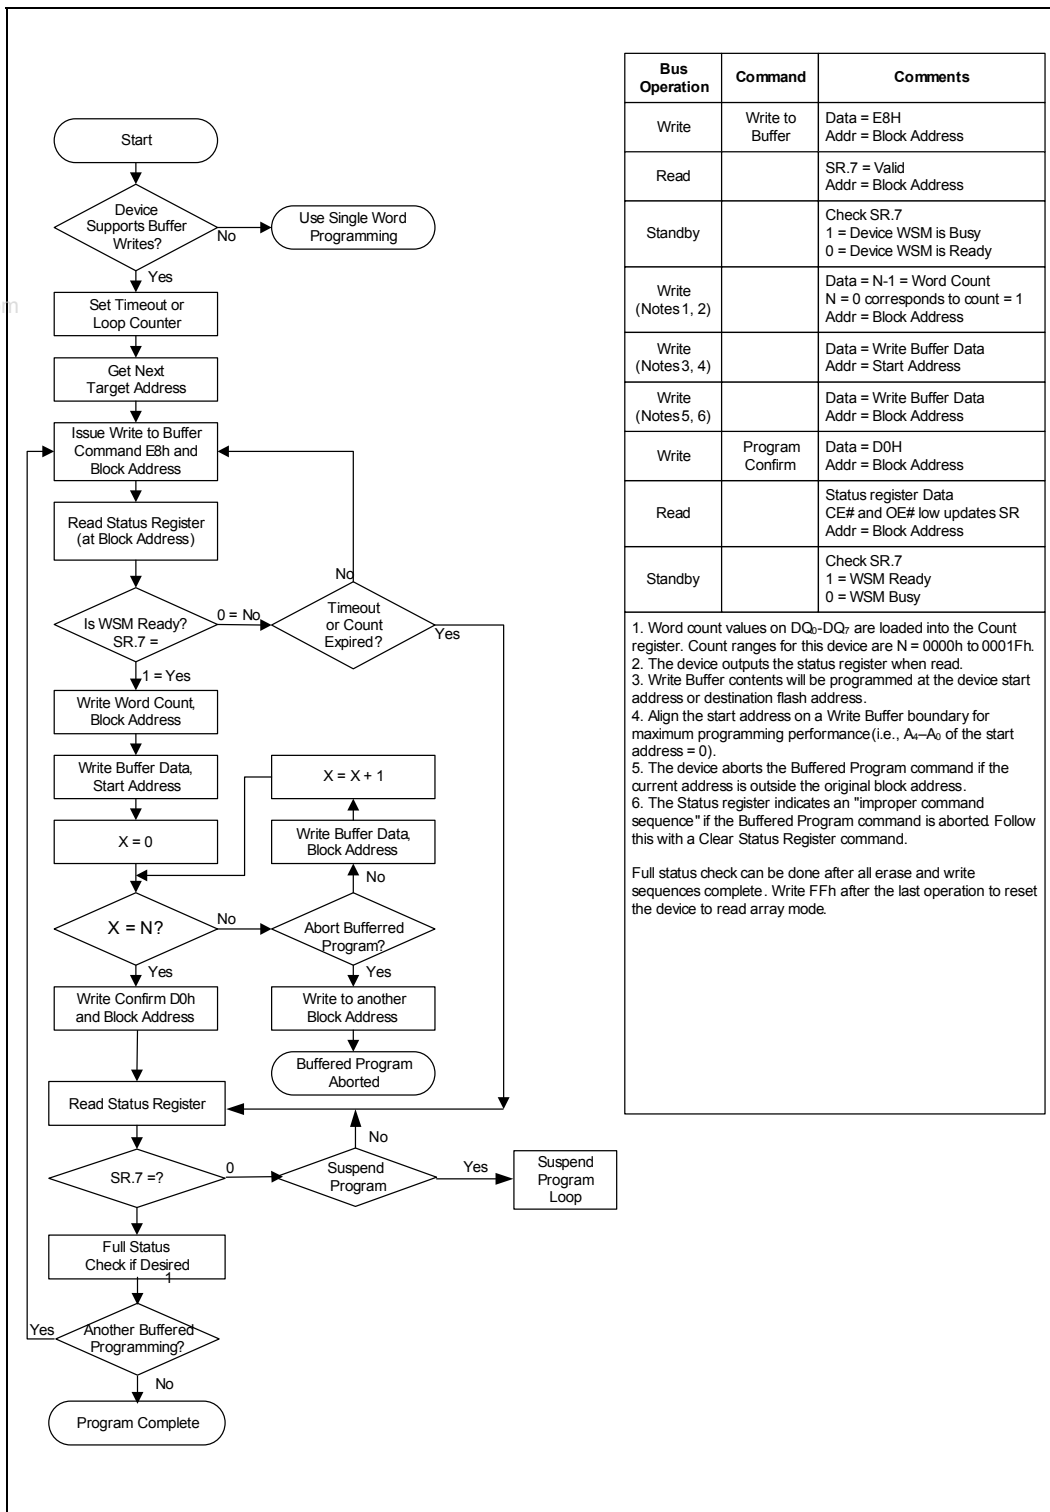 Start
Device
Supports Buffer
Writes?
No
Use Single Word
Programming
Yes
m
Set Timeout or
Loop Counter
Get Next
Target Address
Issue Write to Buffer
Command E8h and
Block Address
Read Status Register
(at Block Address)
No
Is WSM Ready?
SR.7 =
0 = No
Timeout
or Count
Expired?
Yes
1 = Yes
Write Word Count,
Block Address
Write Buffer Data,
Start Address
X = X + 1
X = 0
Write Buffer Data,
Block Address
No
X = N?
No
Abort Bufferred
Program?
Yes
Yes
Write Confirm D0h
and Block Address
Write to another
Block Address
Buffered Program
Aborted
Read Status Register
No
SR.7 =?
0
Suspend
Program
Yes
Suspend
Program
Loop
Full Status
Check if Desired
1
Yes
Another Buffered
Programming?
No
Program Complete
Bus
Operation
Command
Comments
Write
Write to
Buffer
Data = E8H
Addr = Block Address
Read
SR.7 = Valid
Addr = Block Address
Standby
Check SR.7
1 = Device WSM is Busy
0 = Device WSM is Ready
Write
(Notes 1, 2)
Data = N-1 = Word Count
N = 0 corresponds to count = 1
Addr = Block Address
Write
(Notes 3, 4)
Data = Write Buffer Data
Addr = Start Address
Write
(Notes 5, 6)
Data = Write Buffer Data
Addr = Block Address
Write
Program
Confirm
Data = D0H
Addr = Block Address
Read
Status register Data
CE# and OE# low updates SR
Addr = Block Address
Standby
Check SR.7
1 = WSM Ready
0 = WSM Busy
1. Word count values on DQ₀-DQ₇ are loaded into the Count
register. Count ranges for this device are N = 0000h to 0001Fh.
2. The device outputs the status register when read.
3. Write Buffer contents will be programmed at the device start
address or destination flash address.
4. Align the start address on a Write Buffer boundary for
maximum programming performance (i.e., A₄–A₀ of the start
address = 0).
5. The device aborts the Buffered Program command if the
current address is outside the original block address.
6. The Status register indicates an "improper command
sequence" if the Buffered Program command is aborted. Follow
this with a Clear Status Register command.
Full status check can be done after all erase and write
sequences complete. Write FFh after the last operation to reset
the device to read array mode.